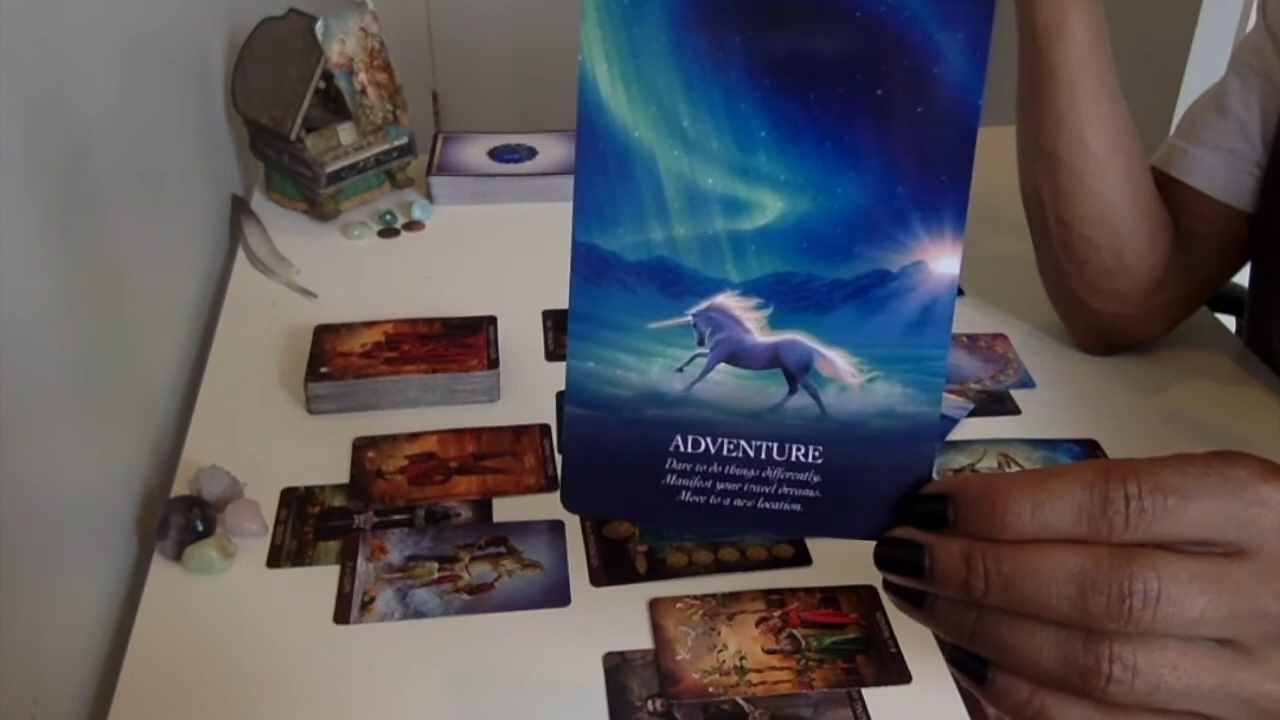 ADVENTURE
Dare to do things differently.
Manifest your travel dreams.
Move to a new location.